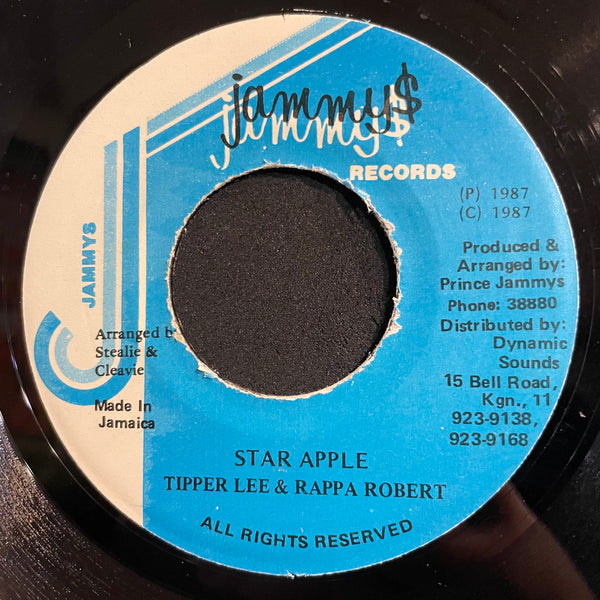 jammy$
jammy$
RECORDS
JAMMYS
(P) 1987
(C) 1987
Produced &
Arranged by:
Prince Jammys
Phone: 38880
Distributed by:
Dynamic
Sounds
15 Bell Road,
Kgn., 11
923-9138,
923-9168
Arranged b
Stealie &
Cleavie
Made In
Jamaica
STAR APPLE
TIPPER LEE & RAPPA ROBERT
ALL RIGHTS RESERVED